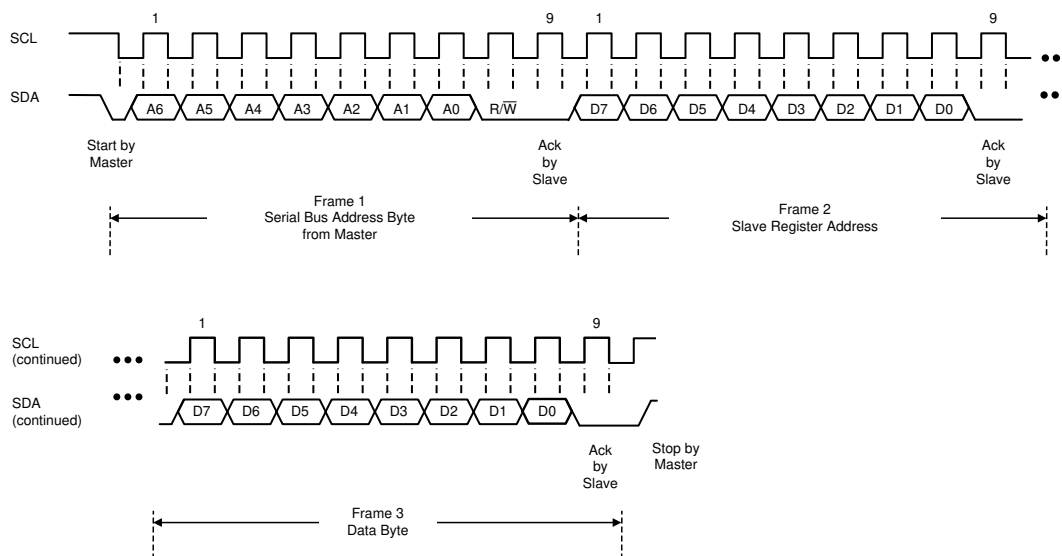 1 9 1 9
SCL
SDA
A6 A5 A4 A3 A2 A1 A0 R/W̅ D7 D6 D5 D4 D3 D2 D1 D0
Start by
Master
Ack
by
Slave
Ack
by
Slave
Frame 1
Serial Bus Address Byte
from Master
Frame 2
Slave Register Address
1 9
SCL
(continued)
SDA
(continued)
D7 D6 D5 D4 D3 D2 D1 D0
Ack
by
Slave
Stop by
Master
Frame 3
Data Byte